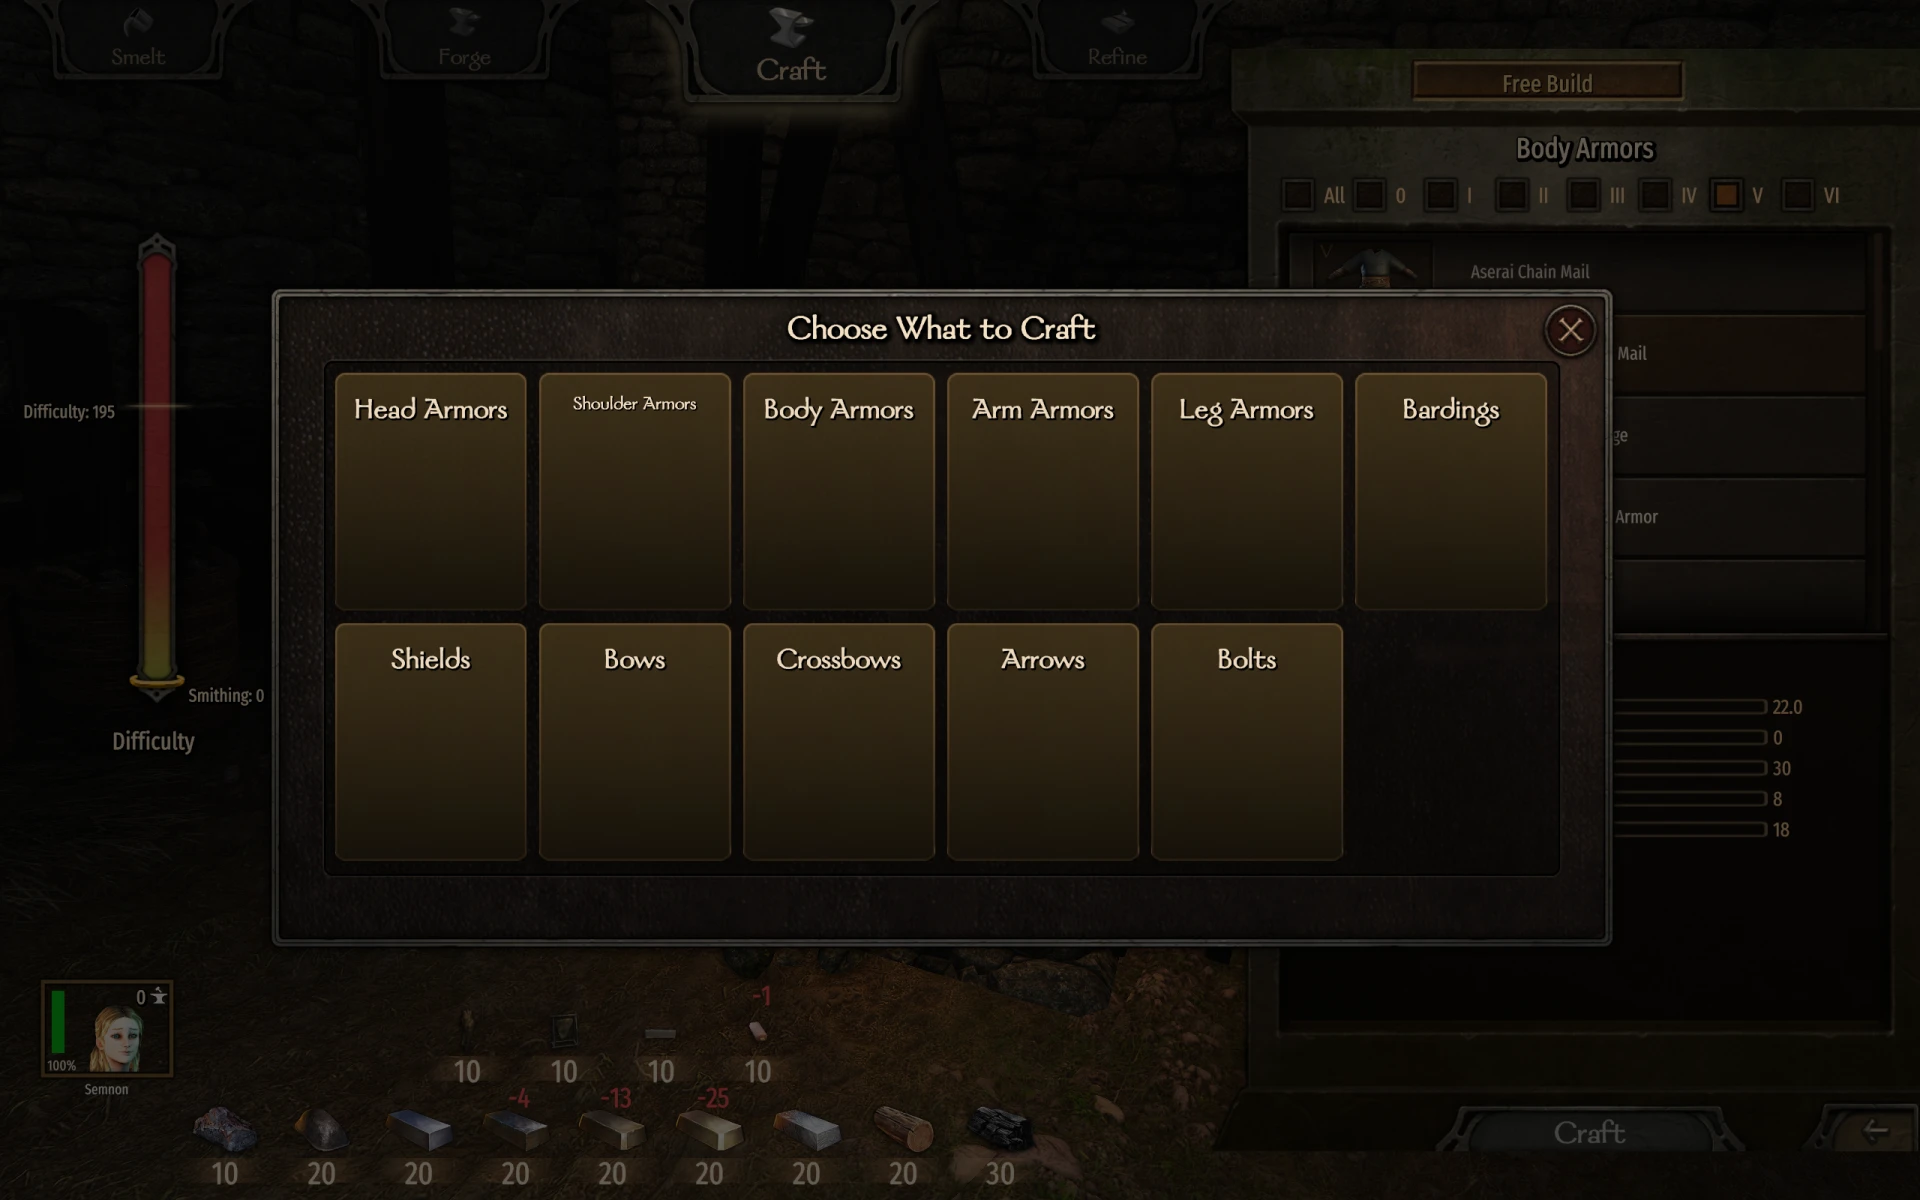 Smelt
Forge
Craft
Refine
Free Build
Body Armors
All 0 I II III IV V VI
V
Aserai Chain Mail
Choose What to Craft
Mail
Head Armors
Shoulder Armors
Body Armors
Arm Armors
Leg Armors
Bardings
Difficulty: 195
ge
Armor
Shields
Bows
Crossbows
Arrows
Bolts
Smithing: 0
Difficulty
22.0
0
30
8
18
0
100%
Semnon
-1
10 10 10 10
-4 -13 -25
10 20 20 20 20 20 20 20 30
Craft